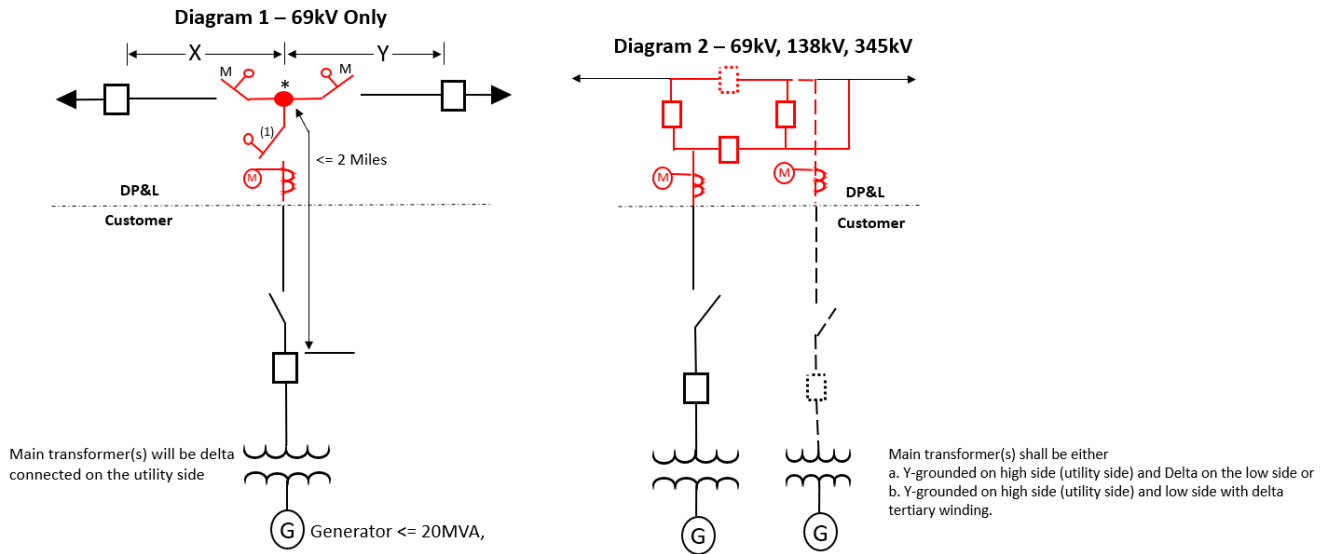 Diagram 1 – 69kV Only
X
Y
M
M
*
(1)
<= 2 Miles
M
DP&L
Customer
Main transformer(s) will be delta
connected on the utility side
G
Generator <= 20MVA,
Diagram 2 – 69kV, 138kV, 345kV
M
M
DP&L
Customer
Main transformer(s) shall be either
a. Y-grounded on high side (utility side) and Delta on the low side or
b. Y-grounded on high side (utility side) and low side with delta
tertiary winding.
G
G